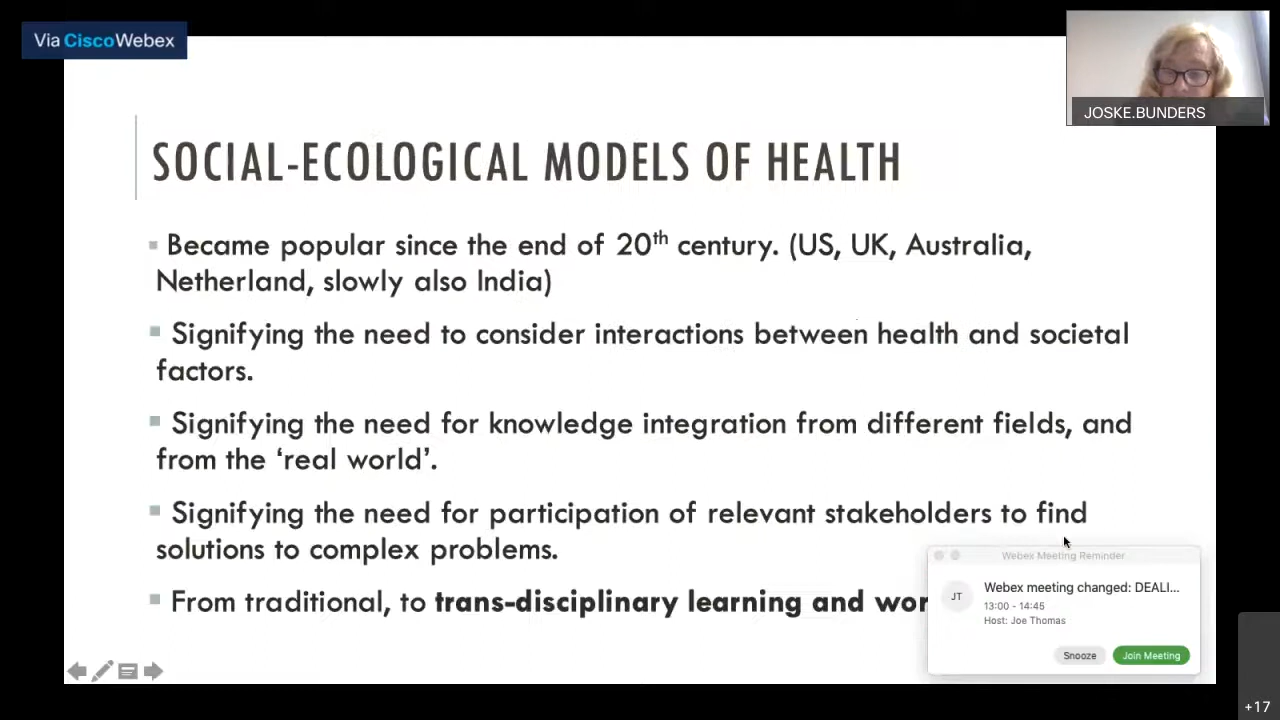 Via CiscoWebex
JOSKE.BUNDERS
SOCIAL-ECOLOGICAL MODELS OF HEALTH
Became popular since the end of 20th century. (US, UK, Australia,
Netherland, slowly also India)
Signifying the need to consider interactions between health and societal
factors.
Signifying the need for knowledge integration from different fields, and
from the ‘real world’.
Signifying the need for participation of relevant stakeholders to find
solutions to complex problems.
From traditional, to trans-disciplinary learning and wor
Webex Meeting Reminder
JT
Webex meeting changed: DEALI...
13:00 - 14:45
Host: Joe Thomas
Snooze
Join Meeting
+17